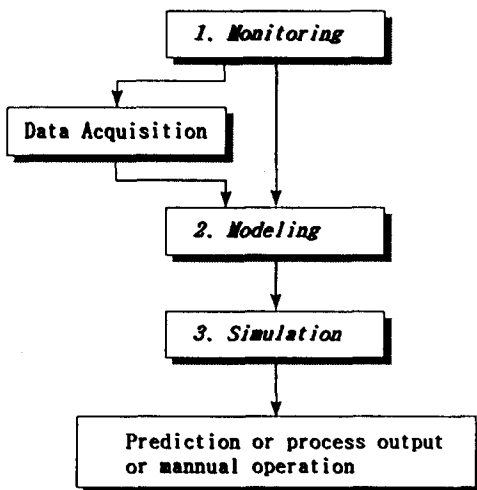 1. Monitoring
Data Acquisition
2. Modeling
3. Simulation
Prediction or process output
or mannual operation